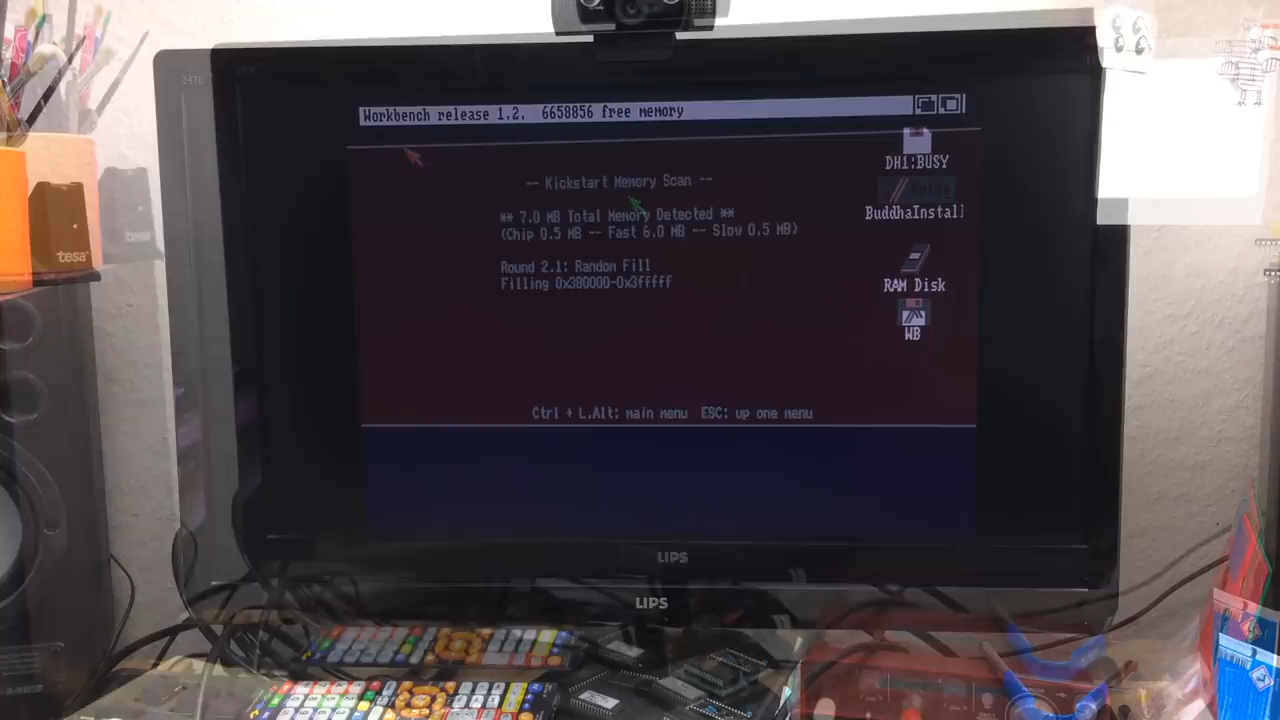 247E
Workbench release 1.2.  6658856 free memory
DH1:BUSY
-- Kickstart Memory Scan --
Amiga
BuddhaInstall
** 7.0 MB Total Memory Detected **
(Chip 0.5 MB -- Fast 6.0 MB -- Slow 0.5 MB)
tesa
Round 2.1: Random Fill
Filling 0x380000-0x3fffff
RAM Disk
WB
Ctrl + L.Alt: main menu  ESC: up one menu
LIPS
LIPS